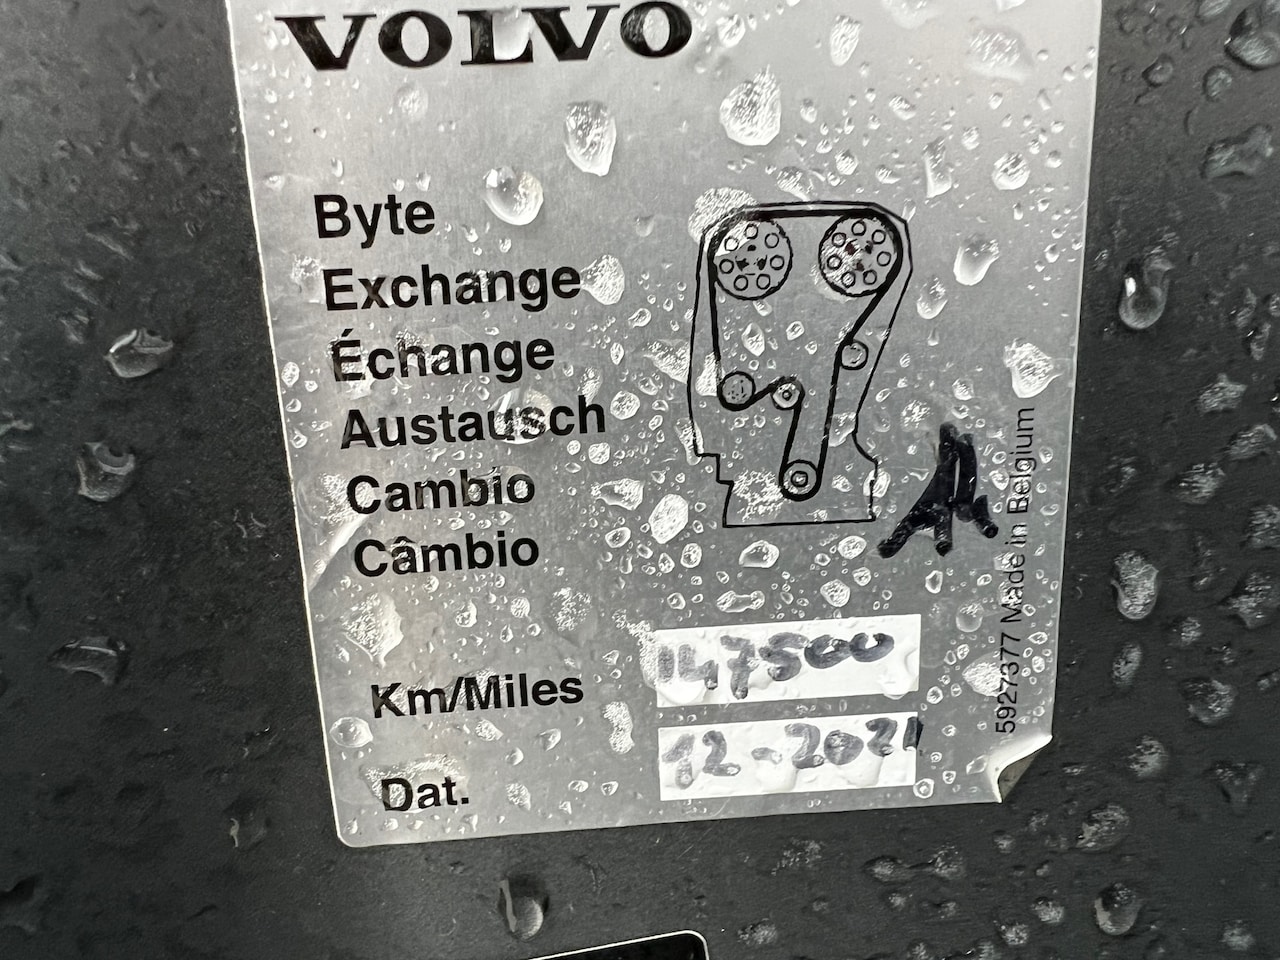 VOLVO
Byte
Exchange
Échange
Austausch
Cambio
Câmbio
Km/Miles 147500
Dat. 12-2021
5927377 Made in Belgium